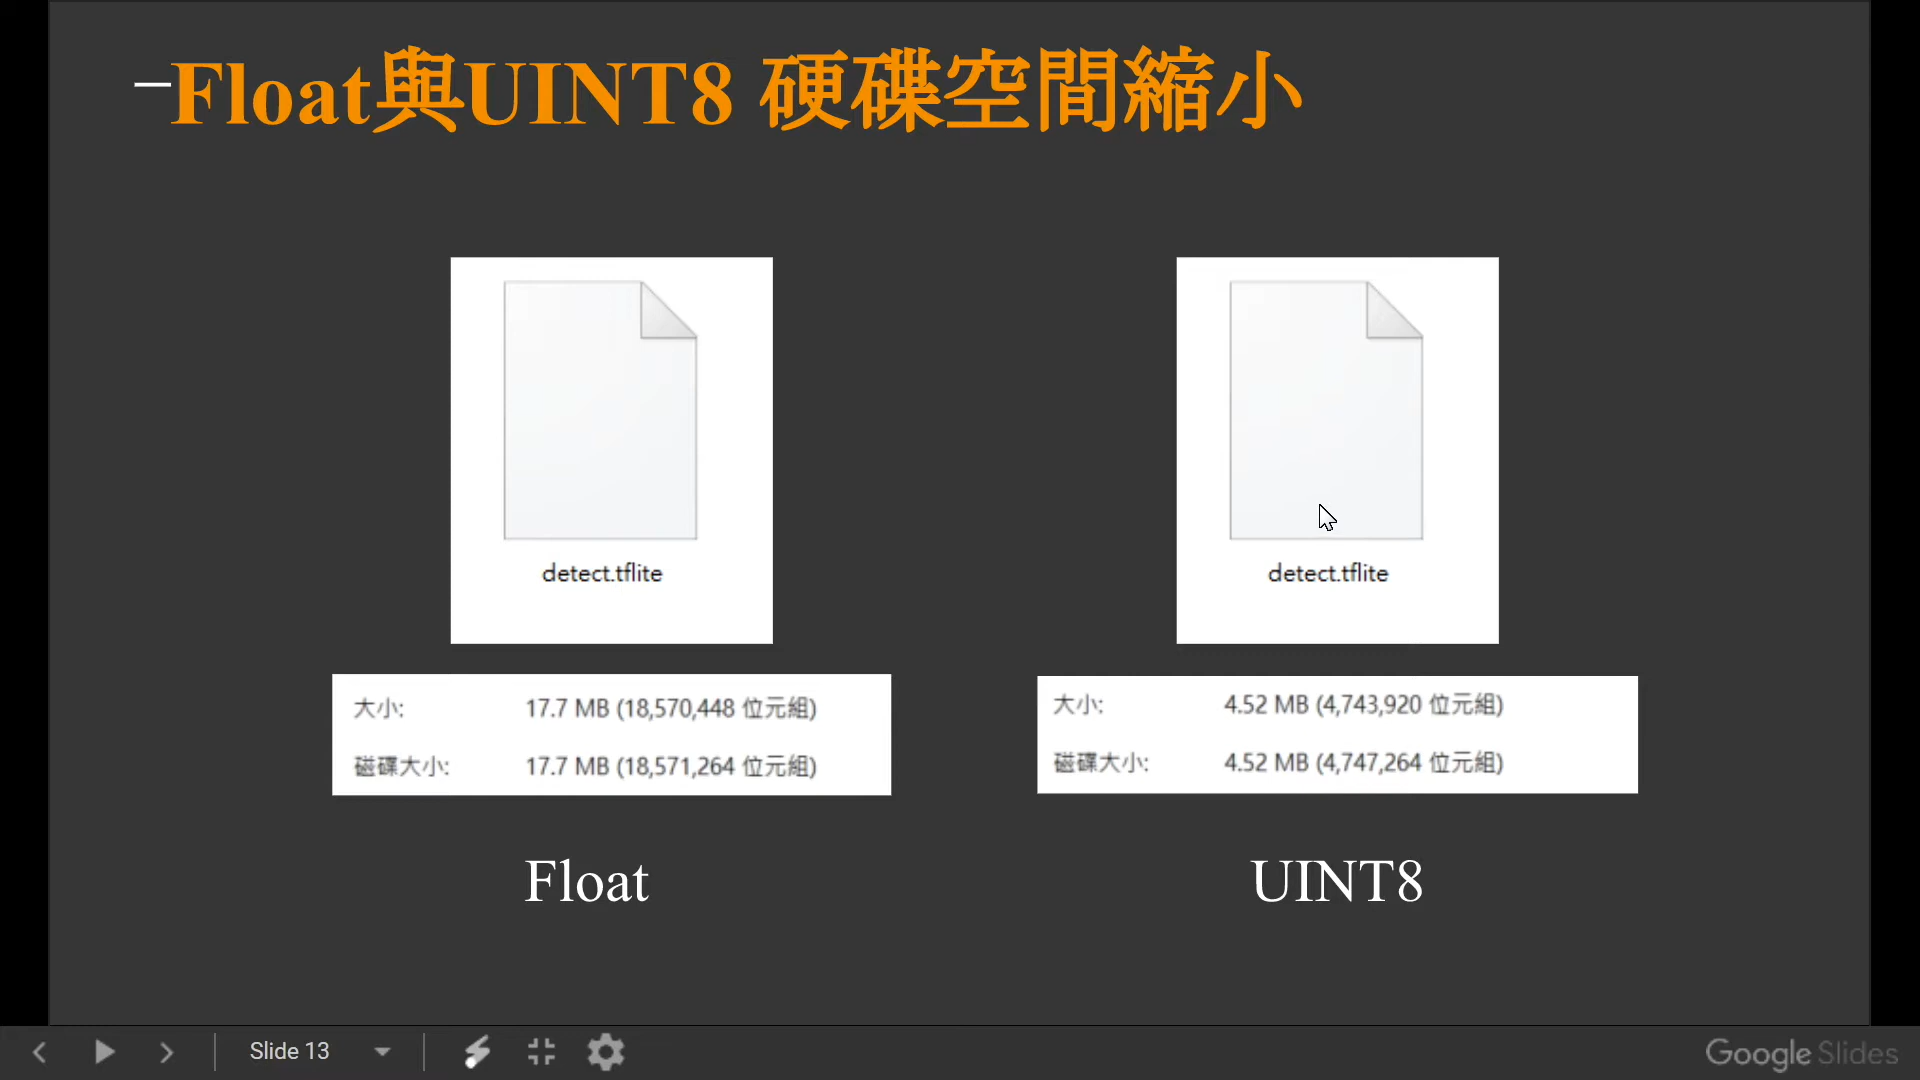 Float與UINT8 硬碟空間縮小
detect.tflite
detect.tflite
大小: 17.7 MB (18,570,448 位元組)
磁碟大小: 17.7 MB (18,571,264 位元組)
大小: 4.52 MB (4,743,920 位元組)
磁碟大小: 4.52 MB (4,747,264 位元組)
Float
UINT8
Slide 13
Google Slides